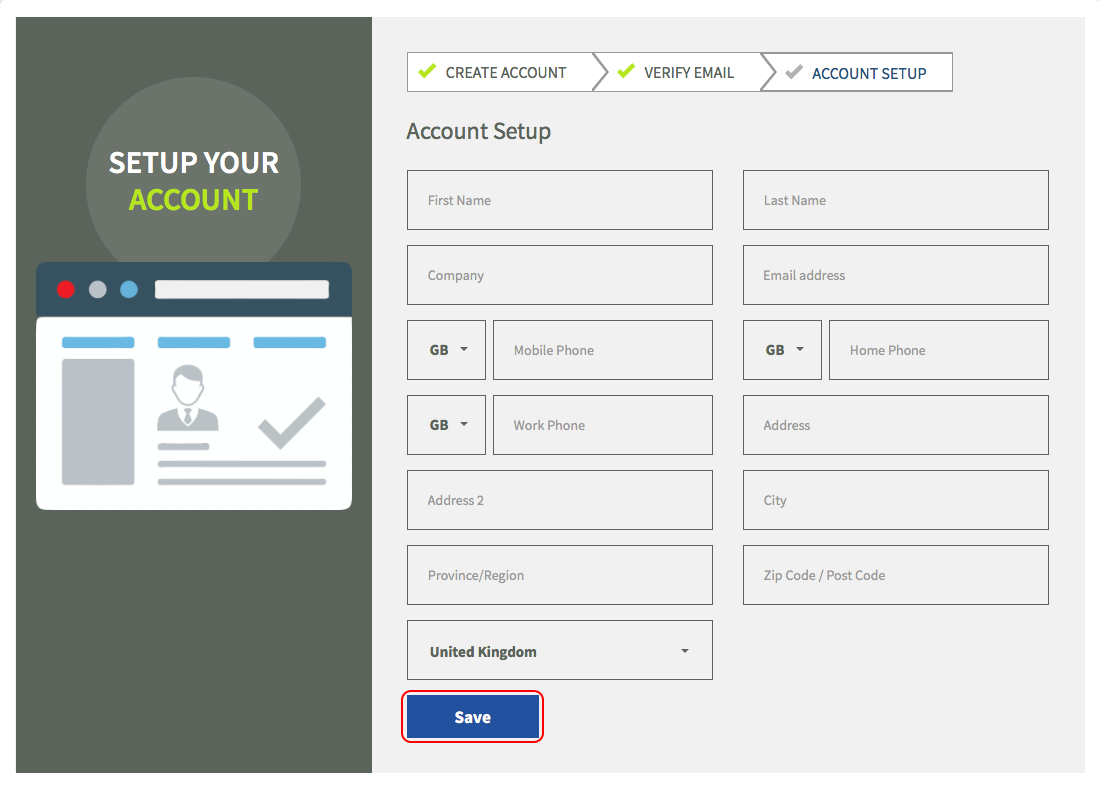 SETUP YOUR
ACCOUNT
CREATE ACCOUNT VERIFY EMAIL ACCOUNT SETUP
Account Setup
First Name Last Name
Company Email address
GB Mobile Phone GB Home Phone
GB Work Phone Address
Address 2 City
Province/Region Zip Code / Post Code
United Kingdom
Save